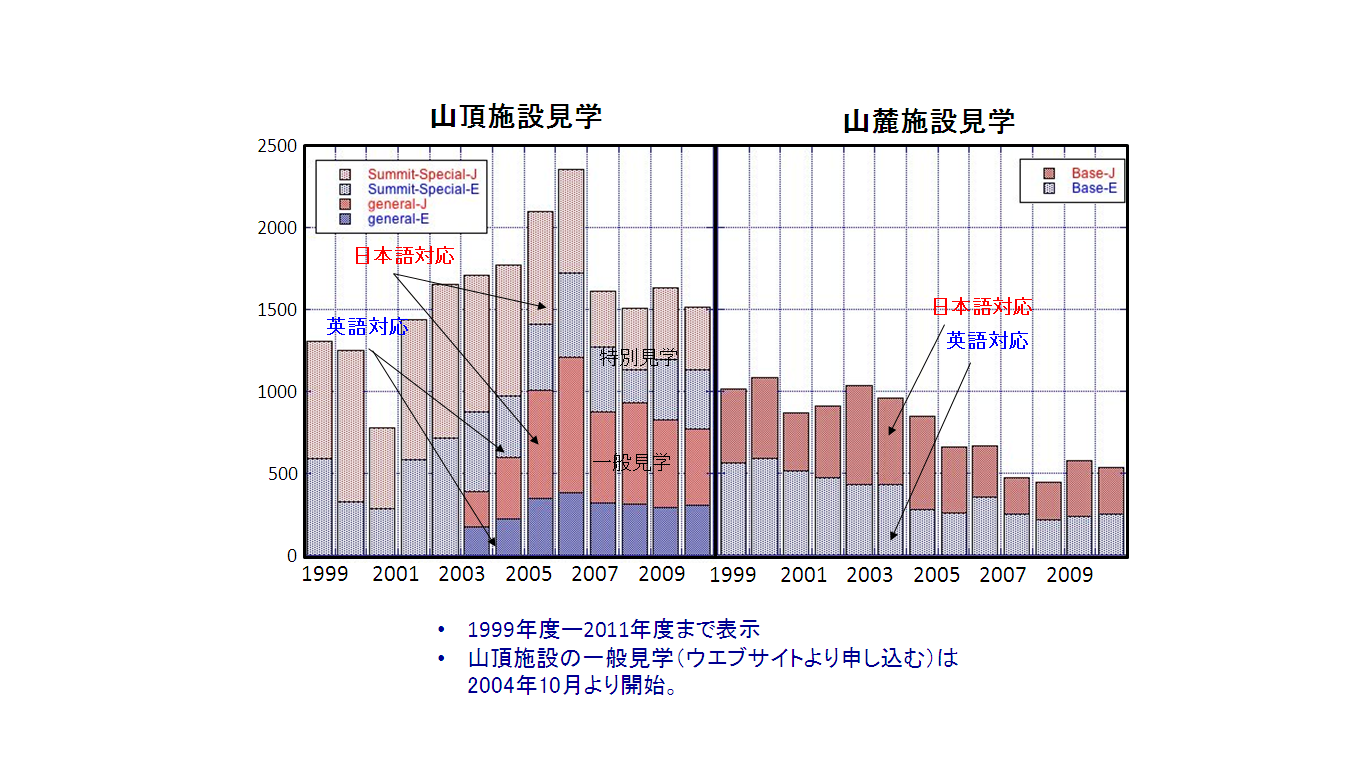 山頂施設見学
山麓施設見学
2500
2000
1500
1000
500
0
Summit-Special-J
Summit-Special-E
general-J
general-E
日本語対応
英語対応
特別見学
一般見学
1999 2001 2003 2005 2007 2009
Base-J
Base-E
日本語対応
英語対応
1999 2001 2003 2005 2007 2009
• 1999年度ー2011年度まで表示
• 山頂施設の一般見学（ウエブサイトより申し込む）は
2004年10月より開始。